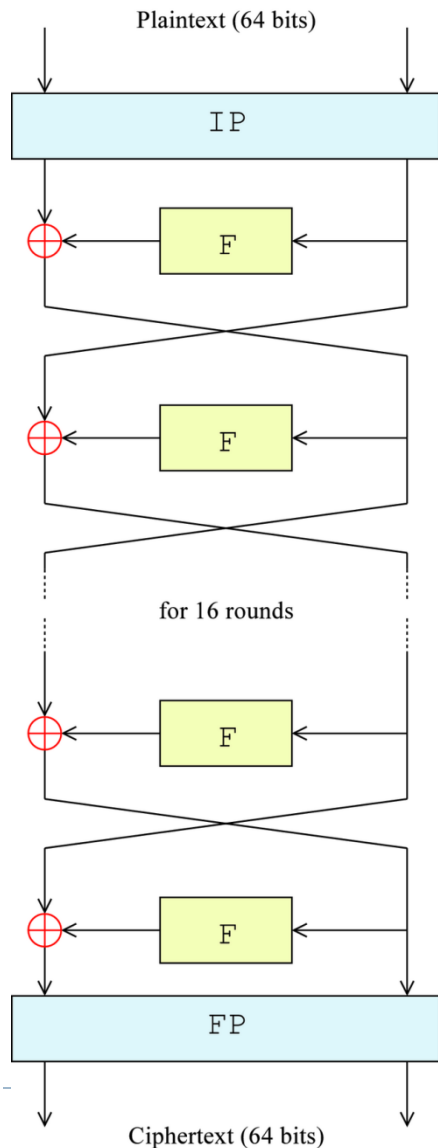 Plaintext (64 bits)
IP
F
F
for 16 rounds
F
F
FP
Ciphertext (64 bits)